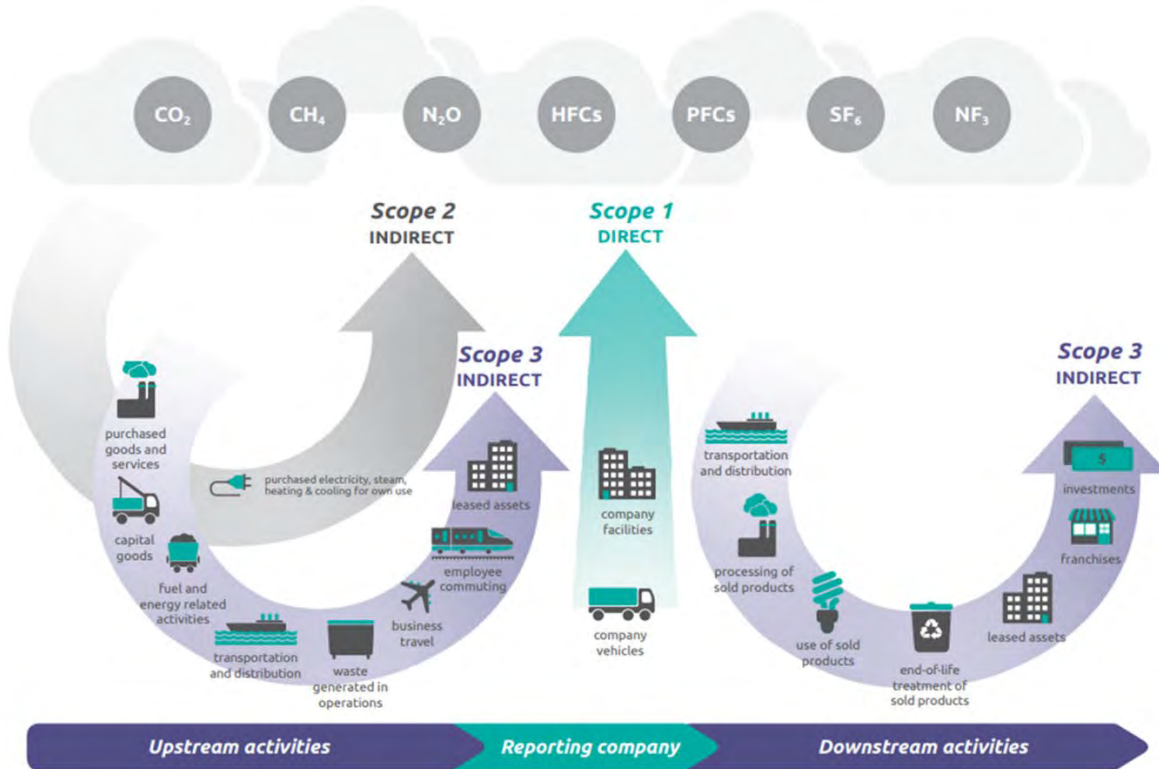 CO₂
CH₄
N₂O
HFCs
PFCs
SF₆
NF₃
Scope 2
INDIRECT
Scope 1
DIRECT
Scope 3
INDIRECT
Scope 3
INDIRECT
purchased
goods and
services
capital
goods
fuel and
energy related
activities
transportation
and distribution
waste
generated in
operations
business
travel
employee
commuting
leased assets
purchased electricity, steam,
heating & cooling for own use
company
facilities
company
vehicles
transportation
and distribution
processing of
sold products
use of sold
products
end-of-life
treatment of
sold products
leased assets
franchises
$
investments
Upstream activities
Reporting company
Downstream activities